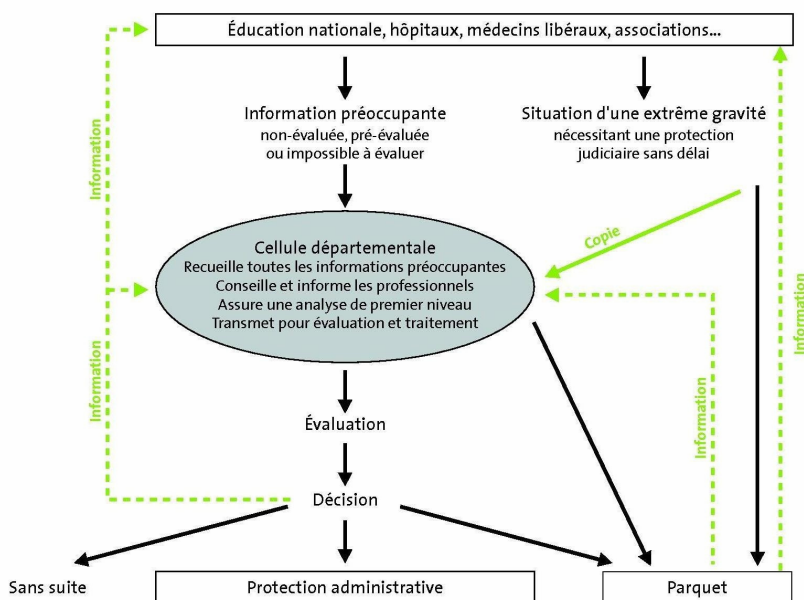 Éducation nationale, hôpitaux, médecins libéraux, associations...
Information préoccupante
non-évaluée, pré-évaluée
ou impossible à évaluer
Situation d'une extrême gravité
nécessitant une protection
judiciaire sans délai
Information
Copie
Cellule départementale
Recueille toutes les informations préoccupantes
Conseille et informe les professionnels
Assure une analyse de premier niveau
Transmet pour évaluation et traitement
Information
Information
Information
Évaluation
Décision
Sans suite
Protection administrative
Parquet